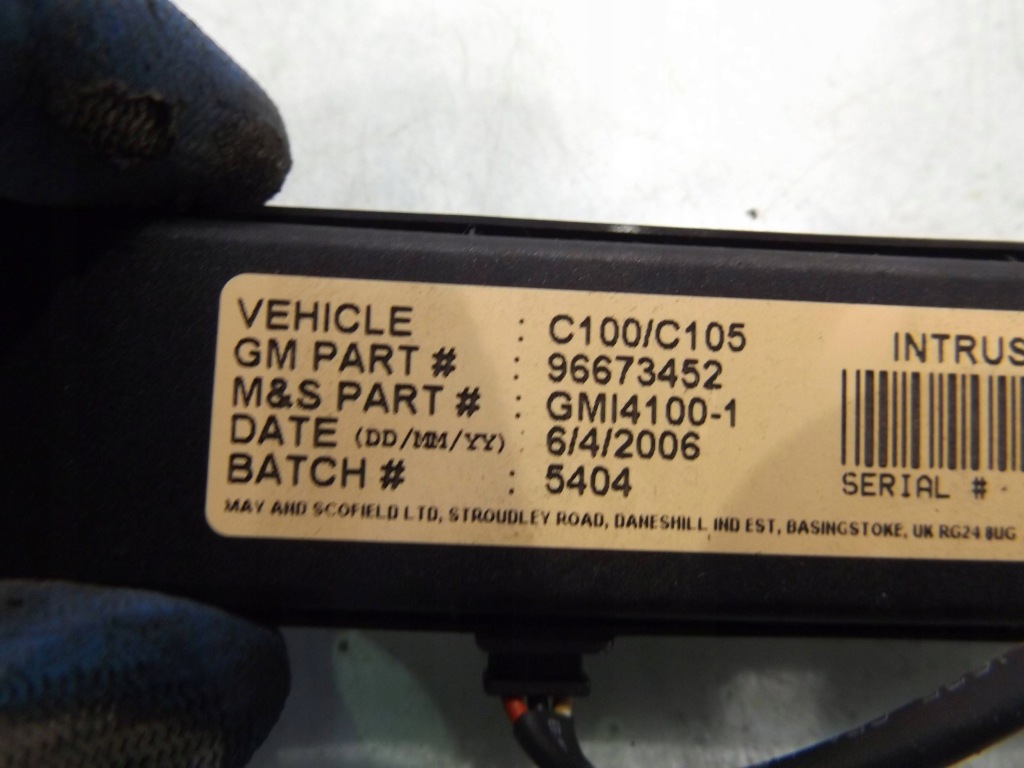 VEHICLE : C100/C105
GM PART # : 96673452
M&S PART # : GMI4100-1
DATE (DD/MM/YY) : 6/4/2006
BATCH # : 5404
MAY AND SCOFIELD LTD, STROUDLEY ROAD, DANESHILL IND EST, BASINGSTOKE, UK RG24 8UG
INTRUS
SERIAL #